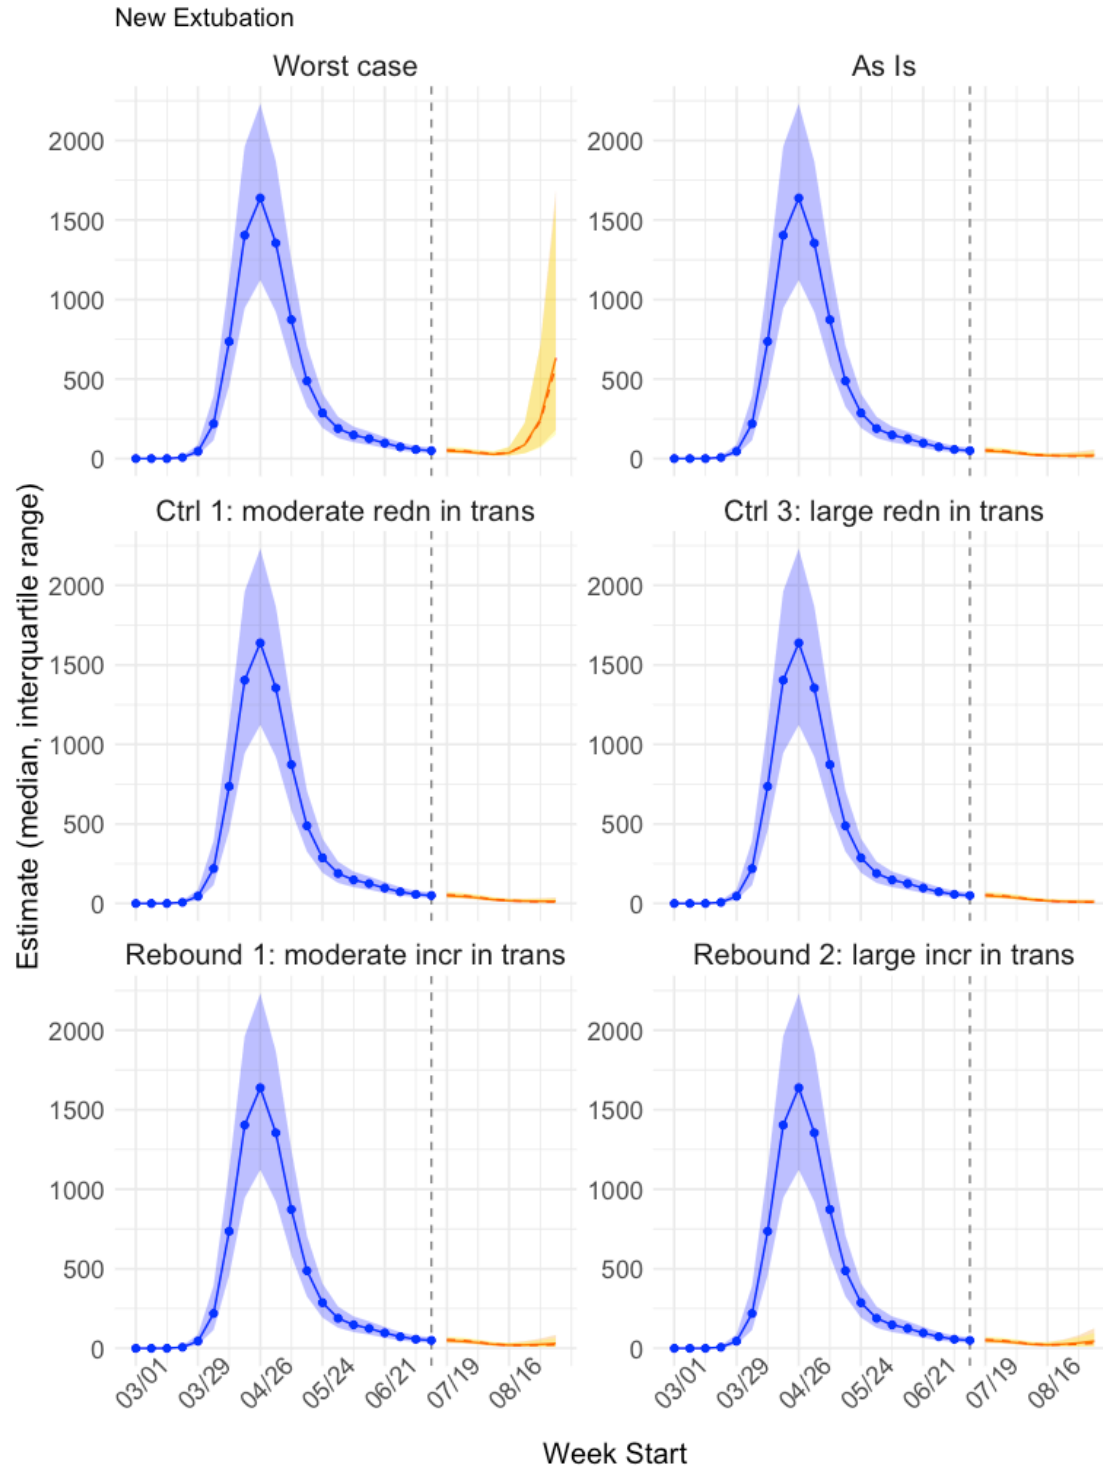 New Extubation
Worst case
As Is
2000
1500
1000
500
0
2000
1500
1000
500
0
Ctrl 1: moderate redn in trans
Ctrl 3: large redn in trans
2000
1500
1000
500
0
2000
1500
1000
500
0
Estimate (median, interquartile range)
Rebound 1: moderate incr in trans
Rebound 2: large incr in trans
2000
1500
1000
500
0
2000
1500
1000
500
0
03/01 03/29 04/26 05/24 06/21 07/19 08/16
03/01 03/29 04/26 05/24 06/21 07/19 08/16
Week Start